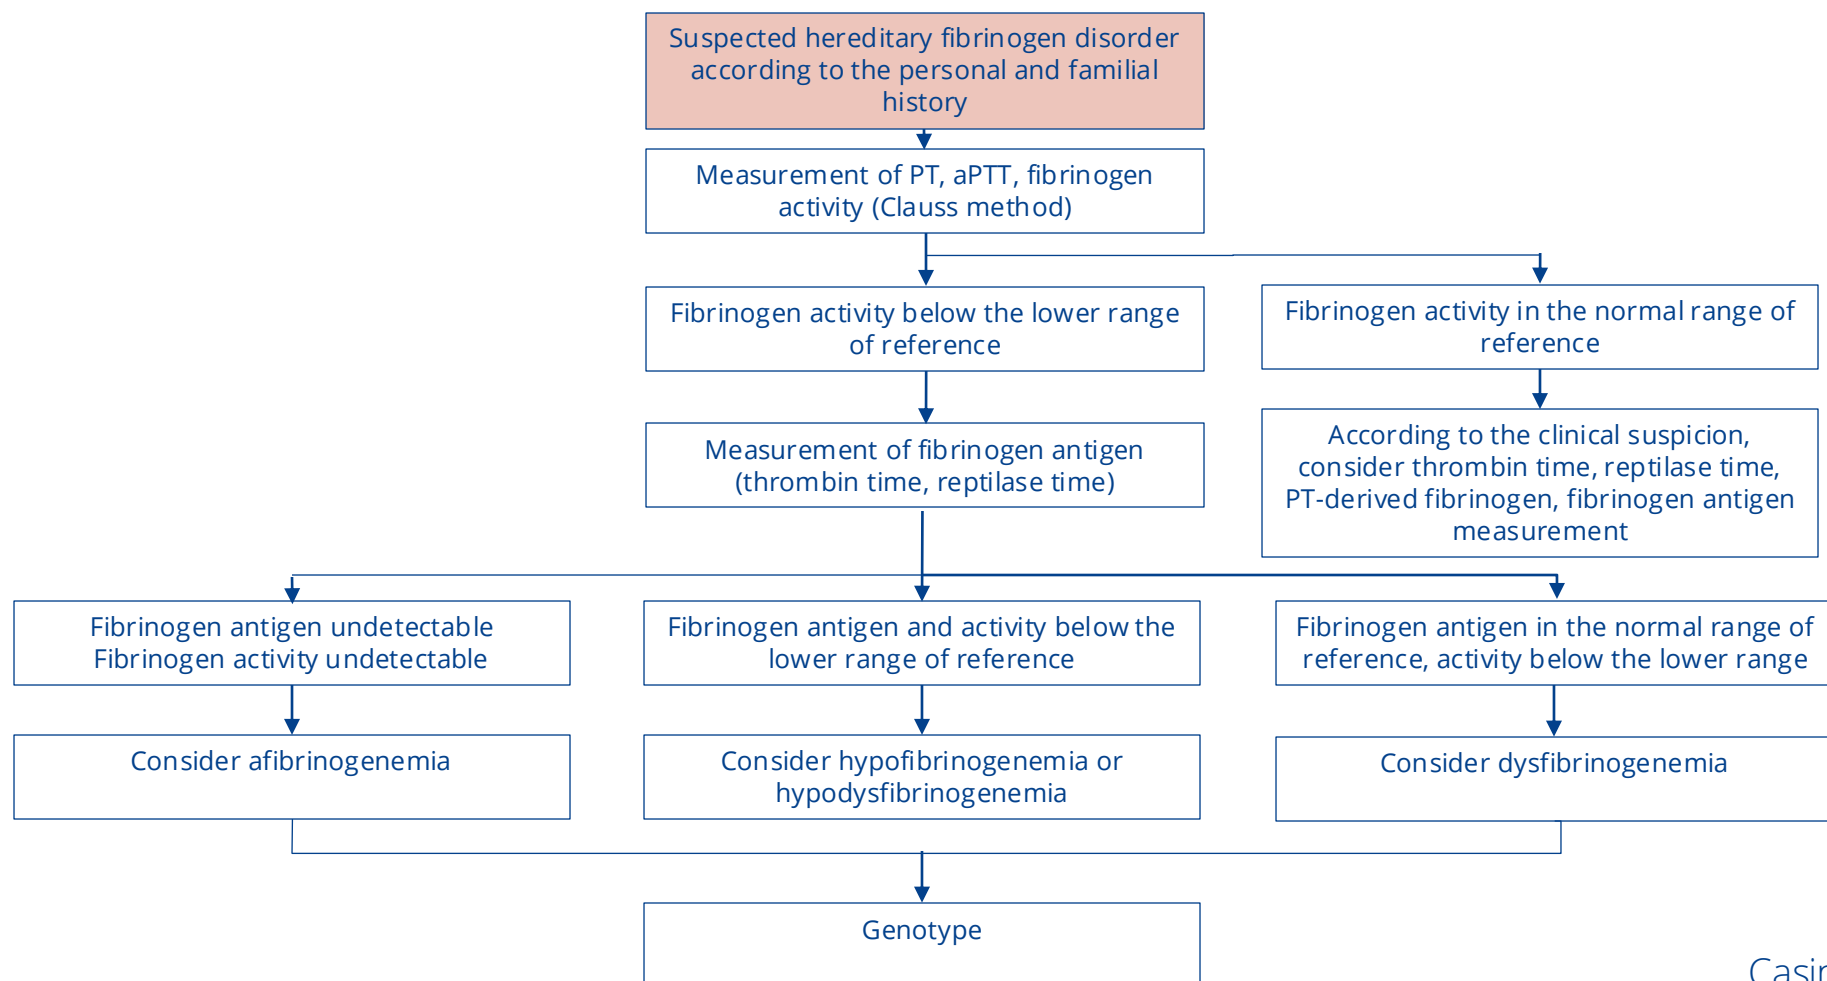 Suspected hereditary fibrinogen disorder
according to the personal and familial
history
Measurement of PT, aPTT, fibrinogen
activity (Clauss method)
Fibrinogen activity below the lower range
of reference
Fibrinogen activity in the normal range of
reference
Measurement of fibrinogen antigen
(thrombin time, reptilase time)
According to the clinical suspicion,
consider thrombin time, reptilase time,
PT-derived fibrinogen, fibrinogen antigen
measurement
Fibrinogen antigen undetectable
Fibrinogen activity undetectable
Fibrinogen antigen and activity below the
lower range of reference
Fibrinogen antigen in the normal range of
reference, activity below the lower range
Consider afibrinogenemia
Consider hypofibrinogenemia or
hypodysfibrinogenemia
Consider dysfibrinogenemia
Genotype